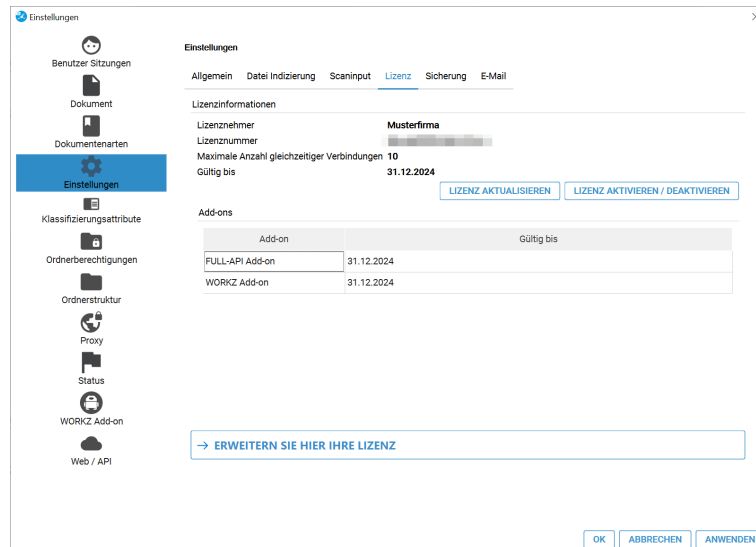 Einstellungen
Benutzer Sitzungen
Dokument
Dokumentenarten
Einstellungen
Klassifizierungsattribute
Ordnerberechtigungen
Ordnerstruktur
Proxy
Status
WORKZ Add-on
Web / API
Einstellungen
Allgemein Datei Indizierung Scaninput Lizenz Sicherung E-Mail
Lizenzinformationen
Lizenznehmer Musterfirma
Lizenznummer
Maximale Anzahl gleichzeitiger Verbindungen 10
Gültig bis 31.12.2024
LIZENZ AKTUALISIEREN LIZENZ AKTIVIEREN / DEAKTIVIEREN
Add-ons
Add-on Gültig bis
FULL-API Add-on 31.12.2024
WORKZ Add-on 31.12.2024
→ ERWEITERN SIE HIER IHRE LIZENZ
OK ABBRECHEN ANWENDEN